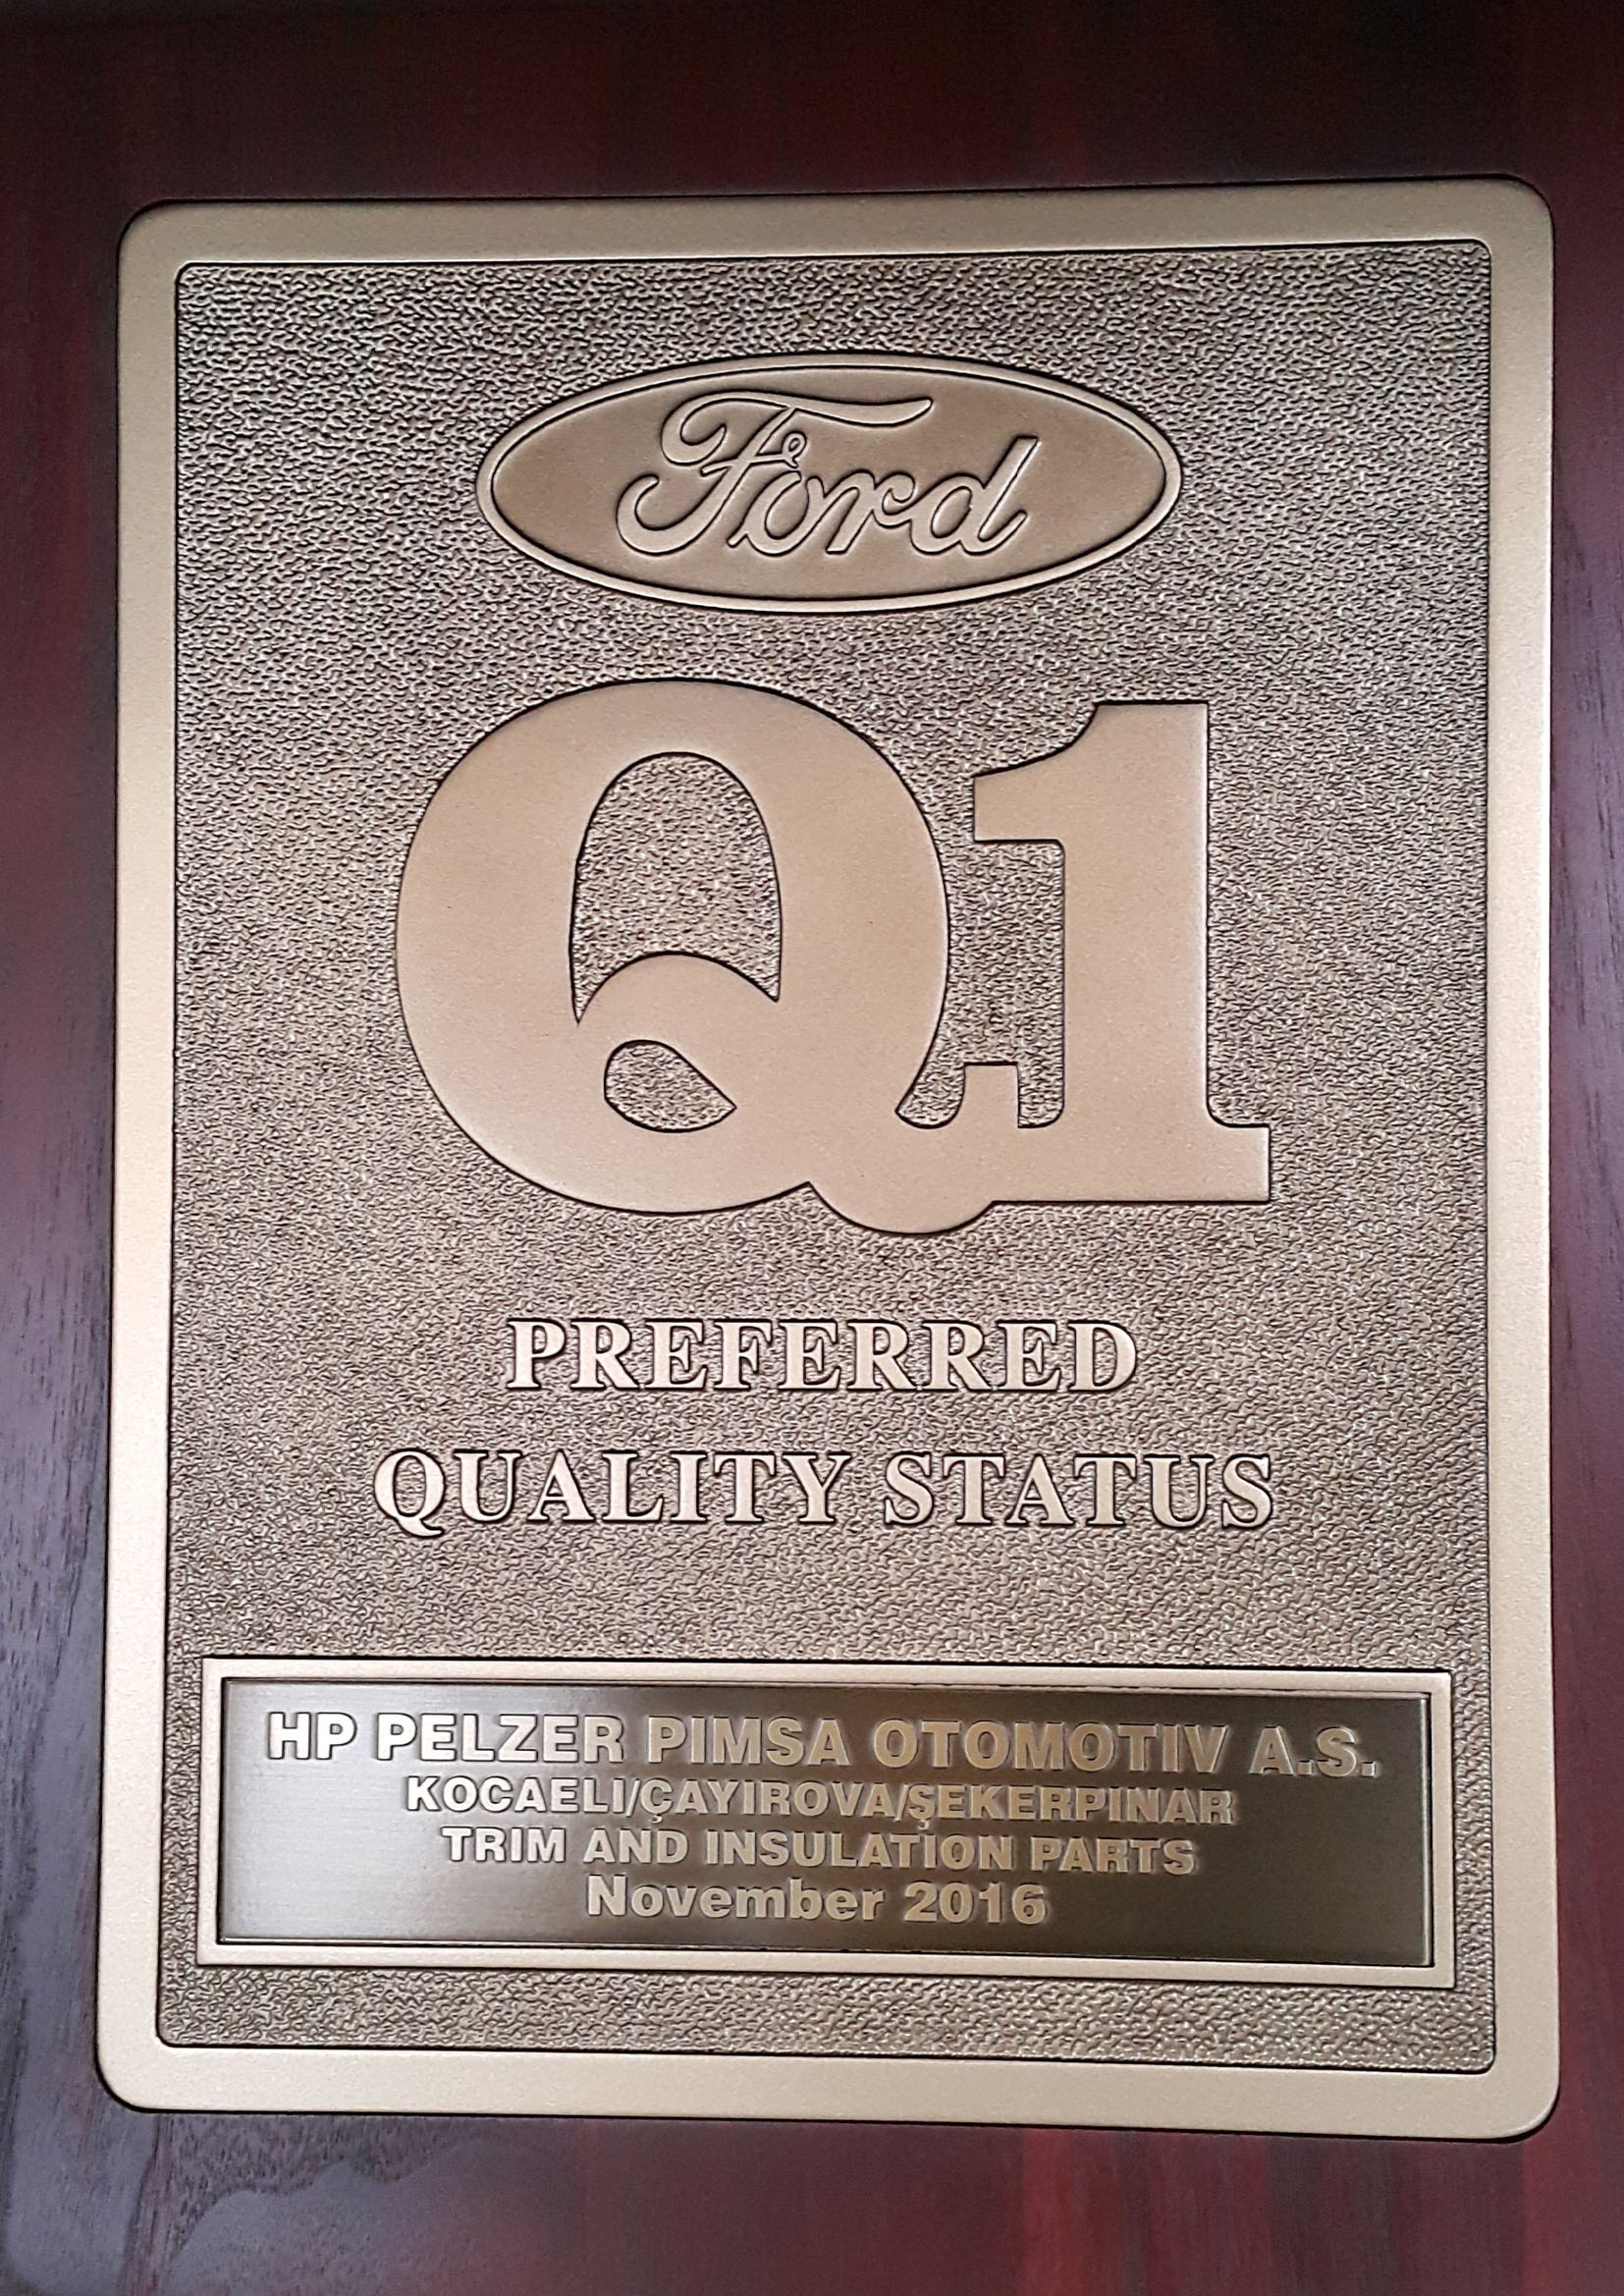 Ford
Q1
PREFERRED
QUALITY STATUS
HP PELZER PIMSA OTOMOTIV A.S.
KOCAELI/ÇAYIROVA/ŞEKERPINAR
TRIM AND INSULATION PARTS
November 2016